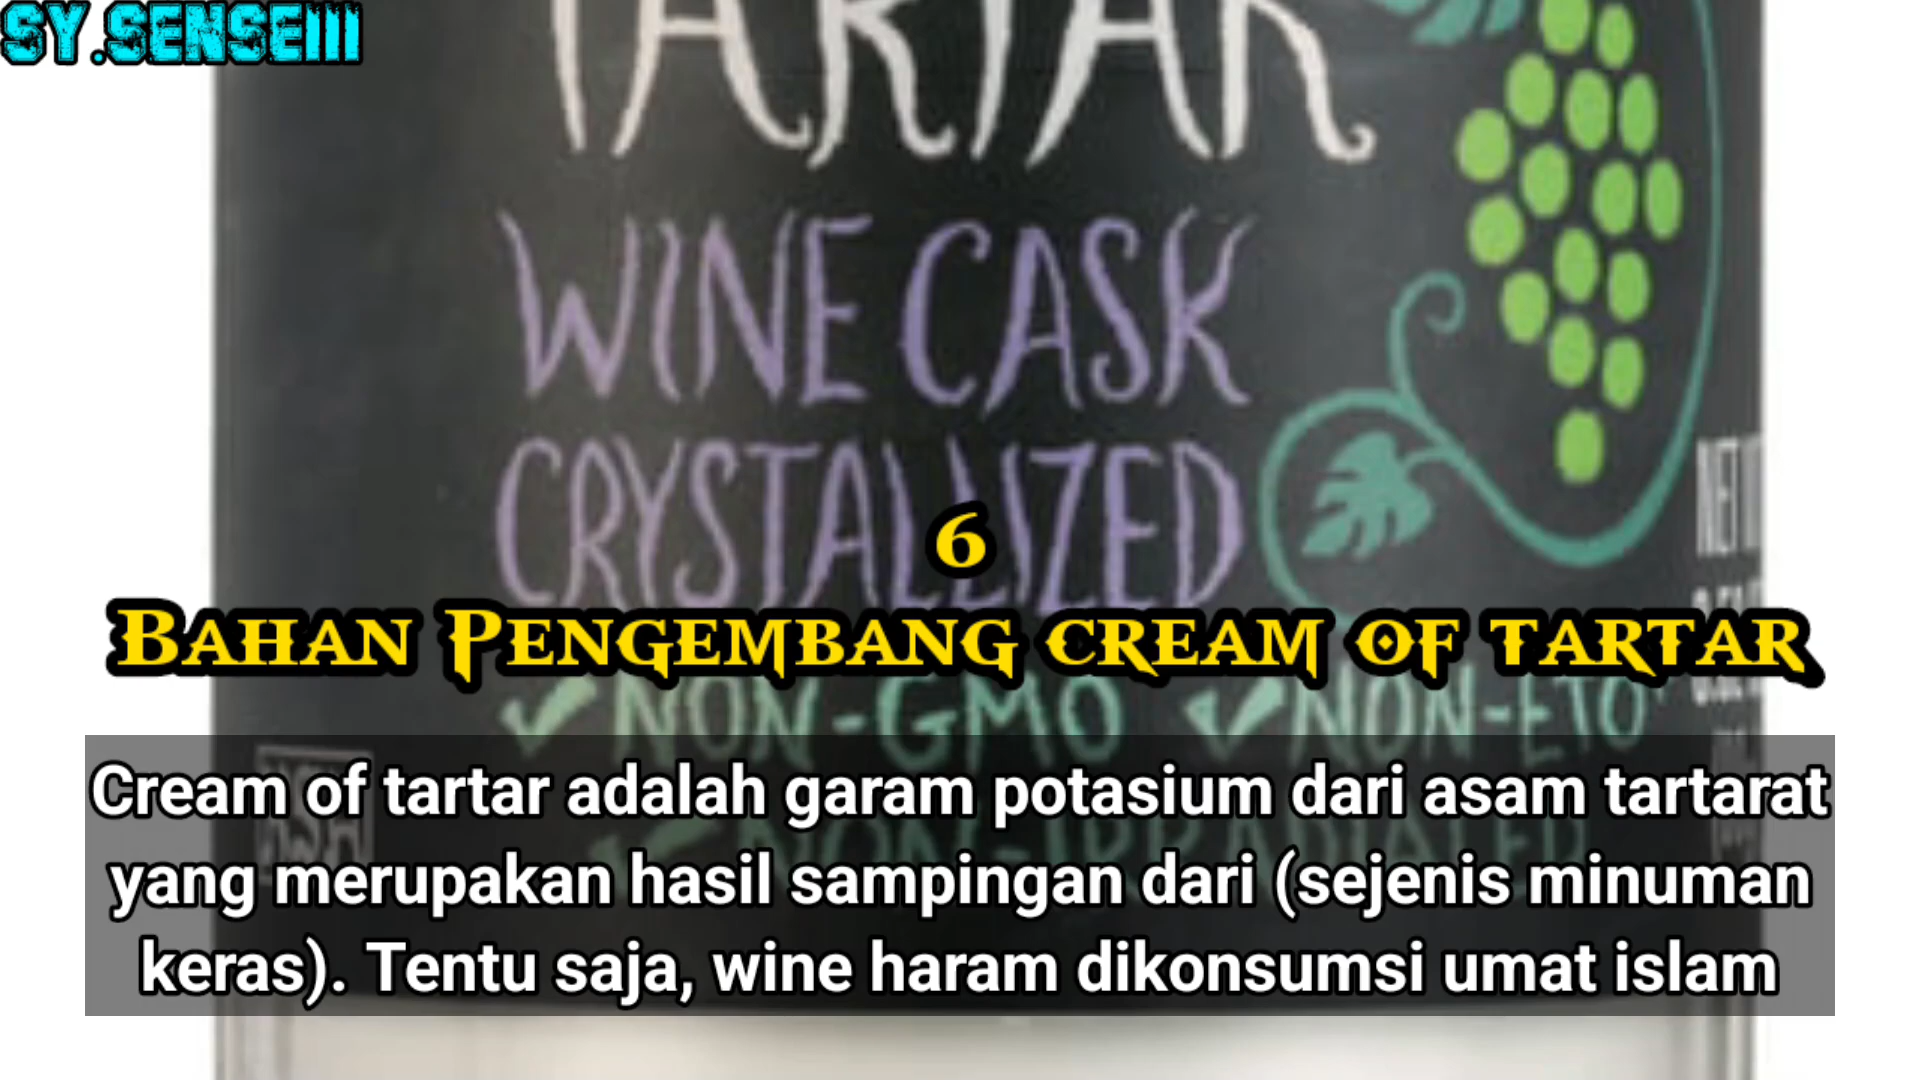 SY.SENSEIII
TARTAR
WINE CASK
CRYSTALLIZED
6
BAHAN PENGEMBANG CREAM OF TARTAR
✓NON-GMO ✓NON-ETO
Cream of tartar adalah garam potasium dari asam tartarat
yang merupakan hasil sampingan dari (sejenis minuman
keras). Tentu saja, wine haram dikonsumsi umat islam
NON-IRRADIATED